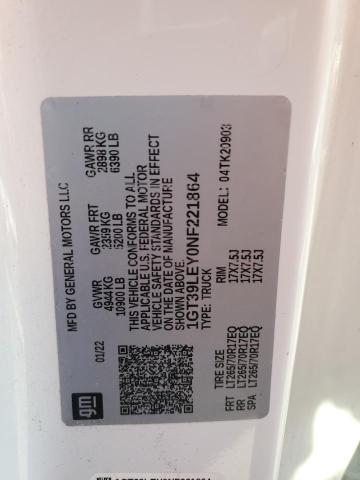 MFD BY GENERAL MOTORS LLC
01/22
GVWR
4944 KG
10900 LB
GAWR FRT
2359 KG
5200 LB
GAWR RR
2898 KG
6390 LB
THIS VEHICLE CONFORMS TO ALL
APPLICABLE U.S. FEDERAL MOTOR
VEHICLE SAFETY STANDARDS IN EFFECT
ON THE DATE OF MANUFACTURE
SHOWN ABOVE.
1GT39LEY0NF221864
TYPE: TRUCK
04TK20903
TIRE SIZE
RIM
FRT LT265/70R17EQ 17X7.5J
RR LT265/70R17EQ 17X7.5J
SPA LT265/70R17EQ 17X7.5J
gm